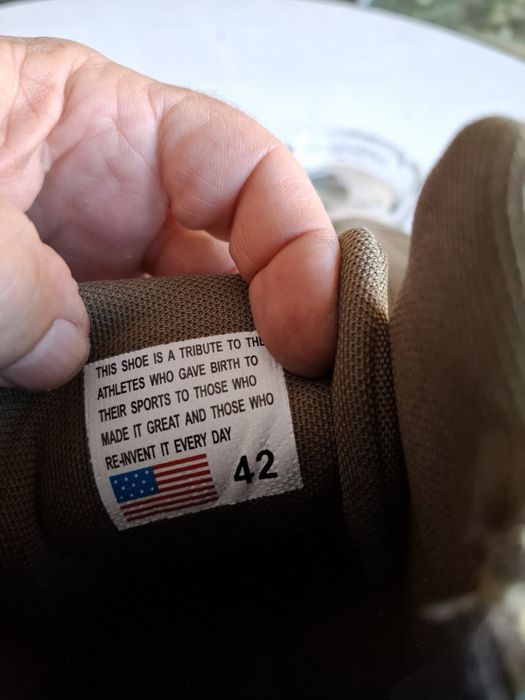 THIS SHOE IS A TRIBUTE TO THE
ATHLETES WHO GAVE BIRTH TO
THEIR SPORTS TO THOSE WHO
MADE IT GREAT AND THOSE WHO
RE-INVENT IT EVERY DAY
42